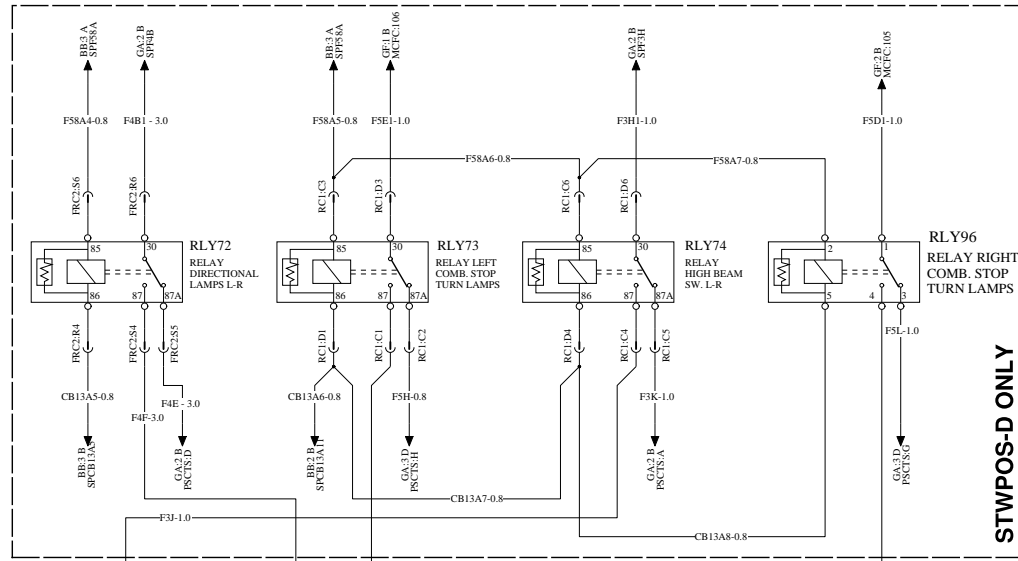 BB:3 A
SPF58A
GA:2 B
SPF4B
BB:3 A
SPF58A
GF:1 B
MCFC:106
GA:2 B
SPF3H
GF:2 B
MCFC:105
F58A4-0.8
F4B1 - 3.0
F58A5-0.8
F5E1-1.0
F3H1-1.0
F5D1-1.0
F58A6-0.8
F58A7-0.8
FRC2:S6
FRC2:R6
RC1:C3
RC1:D3
RC1:C6
RC1:D6
85
30
86
87
87A
RLY72
RELAY
DIRECTIONAL
LAMPS L-R
85
30
86
87
87A
RLY73
RELAY LEFT
COMB. STOP
TURN LAMPS
85
30
86
87
87A
RLY74
RELAY
HIGH BEAM
SW. L-R
2
1
5
4
3
RLY96
RELAY RIGHT
COMB. STOP
TURN LAMPS
FRC2:R4
FRC2:S4
FRC2:S5
RC1:D1
RC1:C1
RC1:C2
RC1:D4
RC1:C4
RC1:C5
F5L-1.0
CB13A5-0.8
F4F-3.0
F4E - 3.0
CB13A6-0.8
F5H-0.8
F3K-1.0
BB:3 B
SPCB13A5
GA:2 B
PSCTS:D
BB:2 B
SPCB13A11
GA:3 D
PSCTS:H
GA:2 B
PSCTS:A
GA:3 D
PSCTS:G
CB13A7-0.8
F3J-1.0
CB13A8-0.8
STWPOS-D ONLY